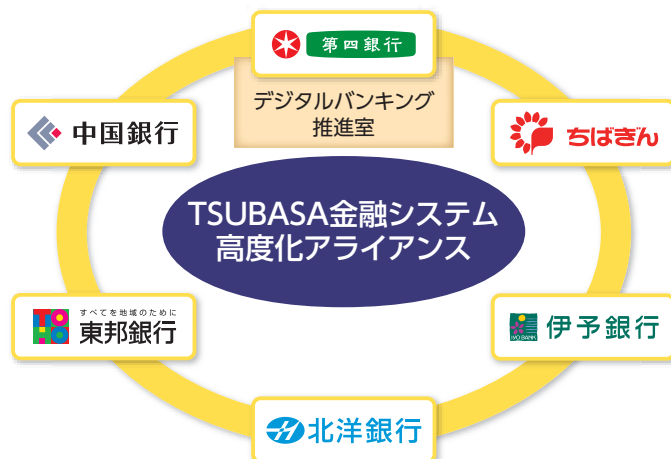 第四銀行
デジタルバンキング
推進室
中国銀行
ちばぎん
TSUBASA金融システム
高度化アライアンス
TOHO
すべてを地域のために
東邦銀行
IYO BANK
伊予銀行
北洋銀行